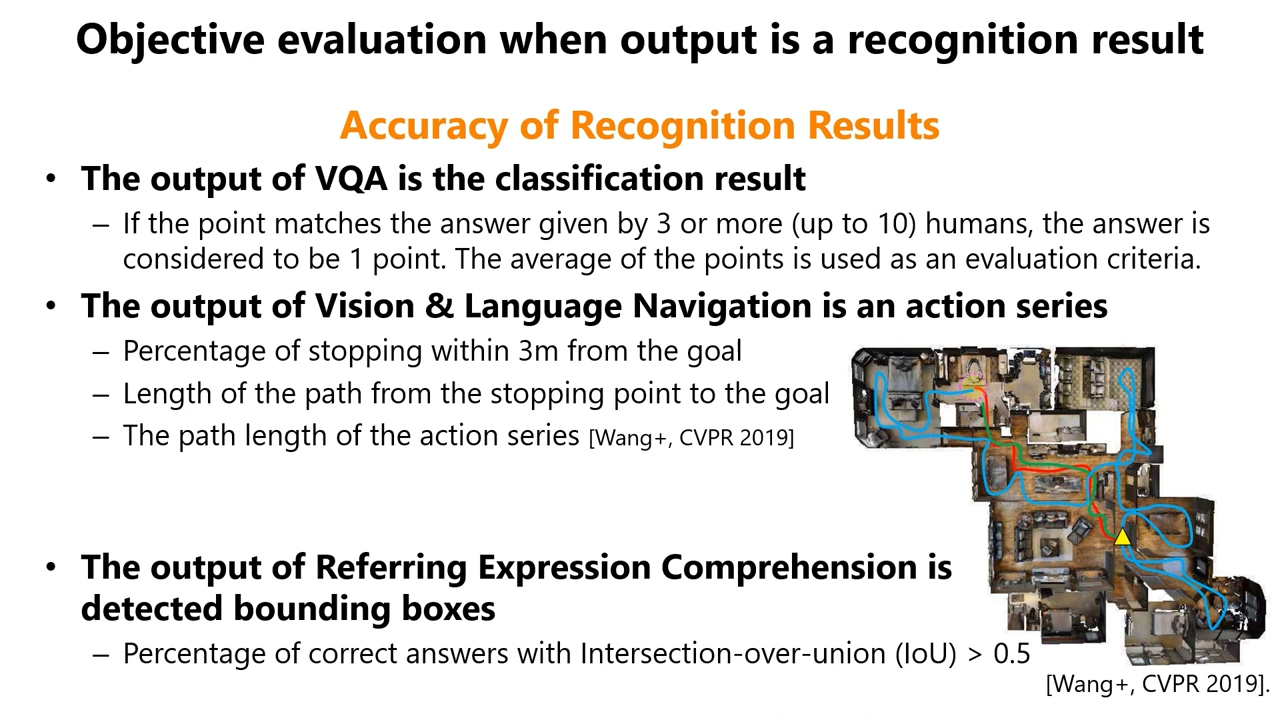 Objective evaluation when output is a recognition result
Accuracy of Recognition Results
• The output of VQA is the classification result
– If the point matches the answer given by 3 or more (up to 10) humans, the answer is
considered to be 1 point. The average of the points is used as an evaluation criteria.
• The output of Vision & Language Navigation is an action series
– Percentage of stopping within 3m from the goal
– Length of the path from the stopping point to the goal
– The path length of the action series [Wang+, CVPR 2019]
• The output of Referring Expression Comprehension is
detected bounding boxes
– Percentage of correct answers with Intersection-over-union (IoU) > 0.5
[Wang+, CVPR 2019].